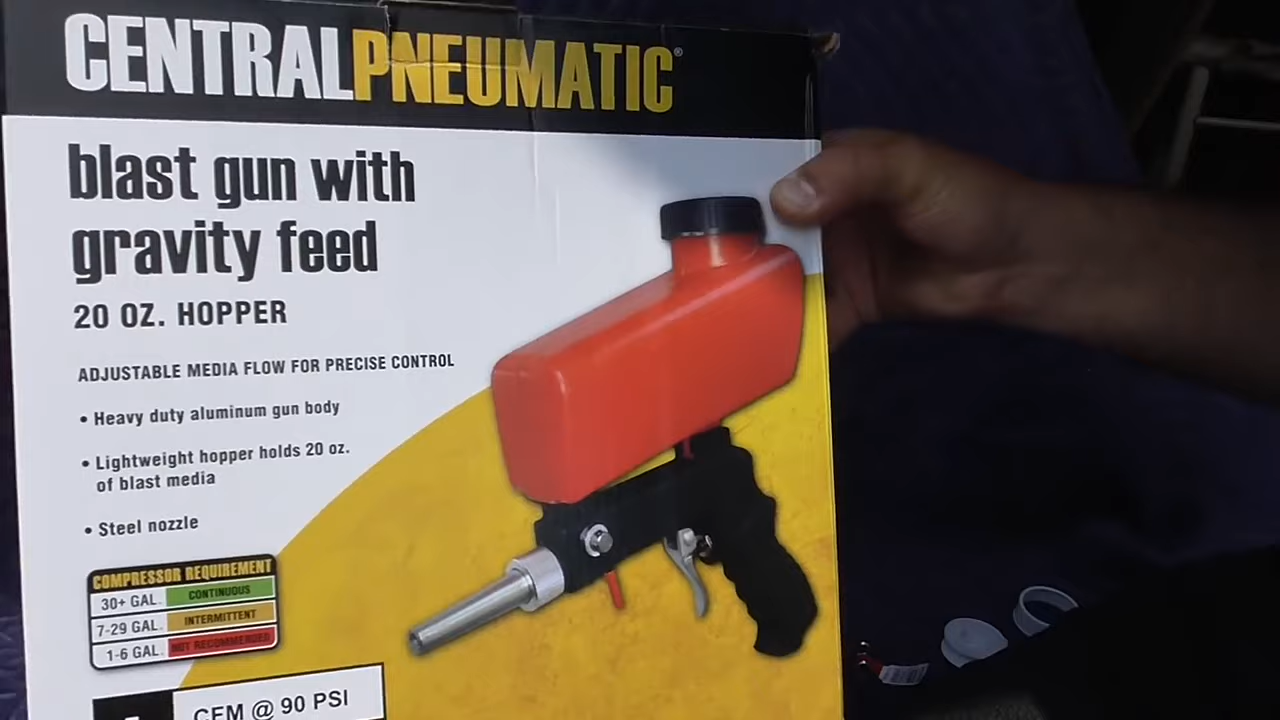 CENTRALPNEUMATIC®
blast gun with
gravity feed
20 OZ. HOPPER
ADJUSTABLE MEDIA FLOW FOR PRECISE CONTROL
• Heavy duty aluminum gun body
• Lightweight hopper holds 20 oz.
of blast media
• Steel nozzle
COMPRESSOR REQUIREMENT
30+ GAL. CONTINUOUS
7-29 GAL. INTERMITTENT
1-6 GAL. NOT RECOMMENDED
CFM @ 90 PSI